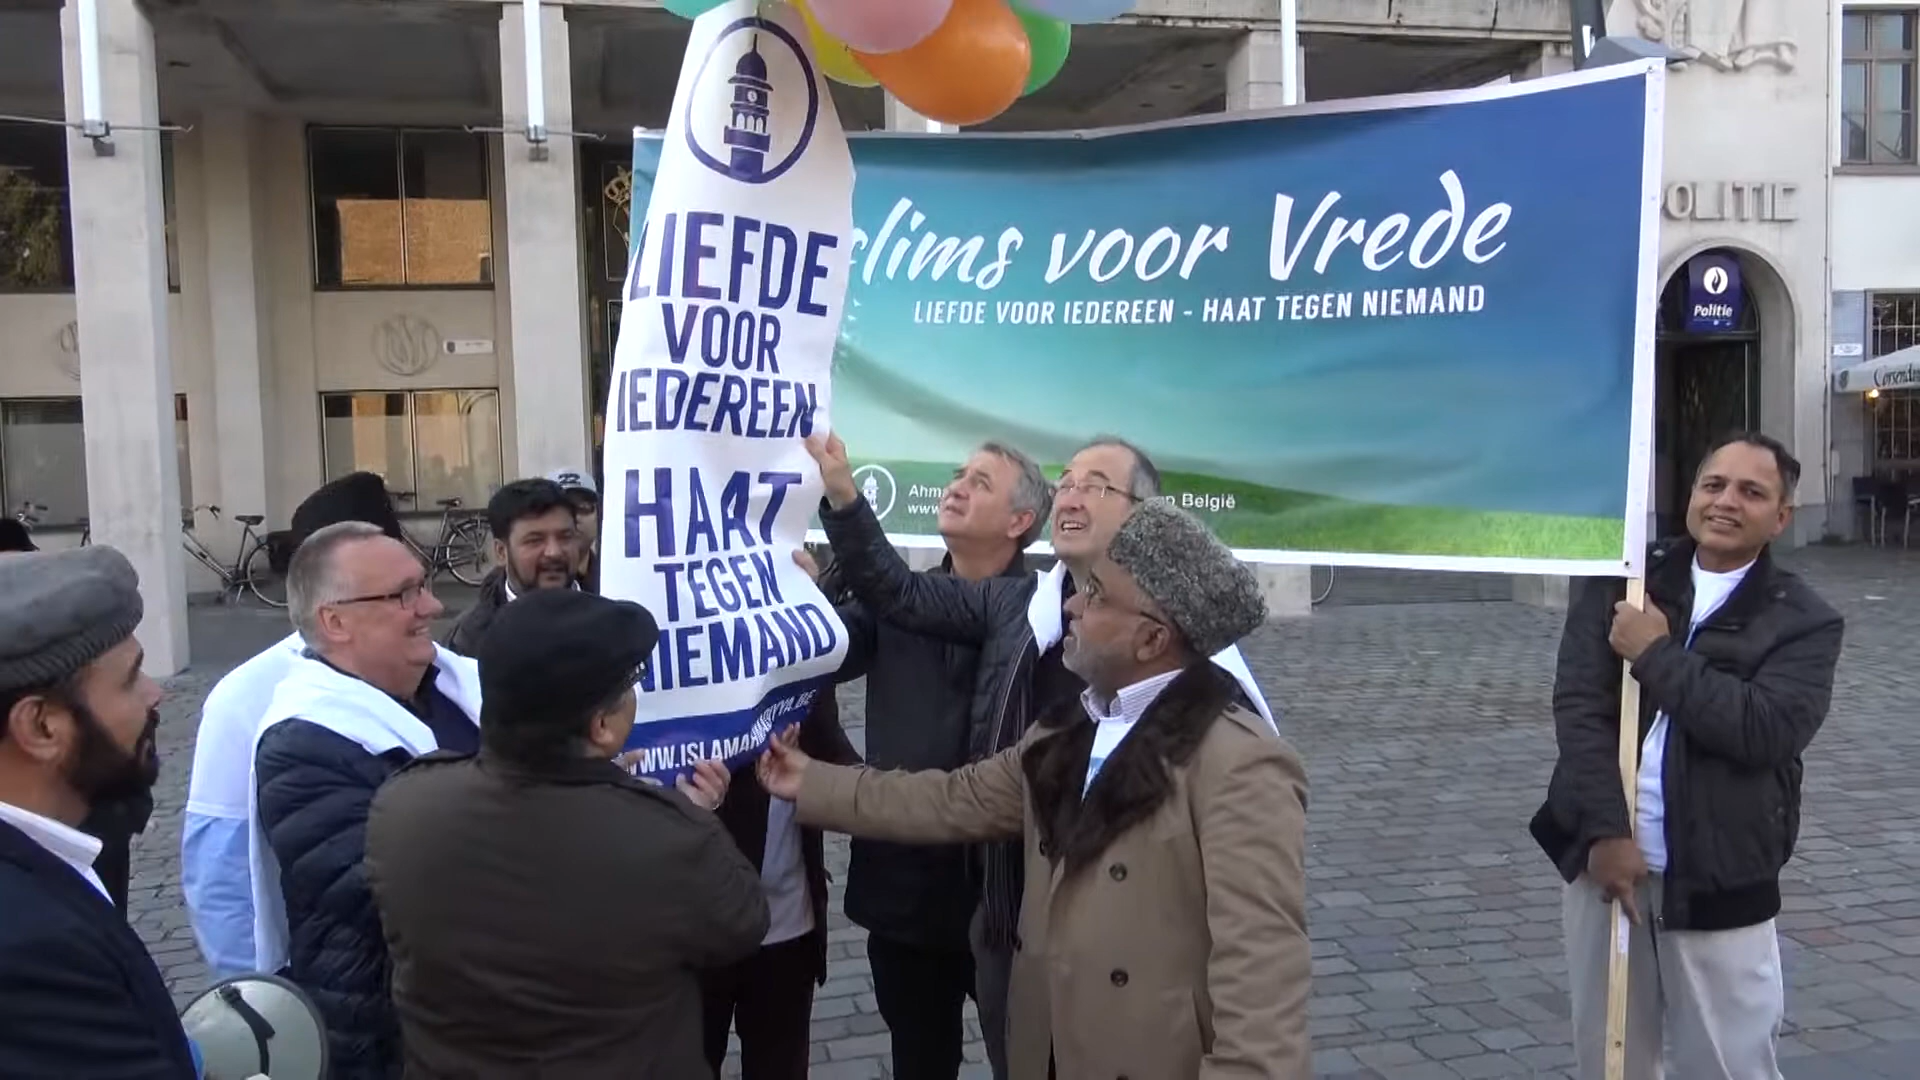 LIEFDE
VOOR
IEDEREEN
HAAT
TEGEN
NIEMAND
slims voor Vrede
LIEFDE VOOR IEDEREEN - HAAT TEGEN NIEMAND
België
www
POLITIE
Politie